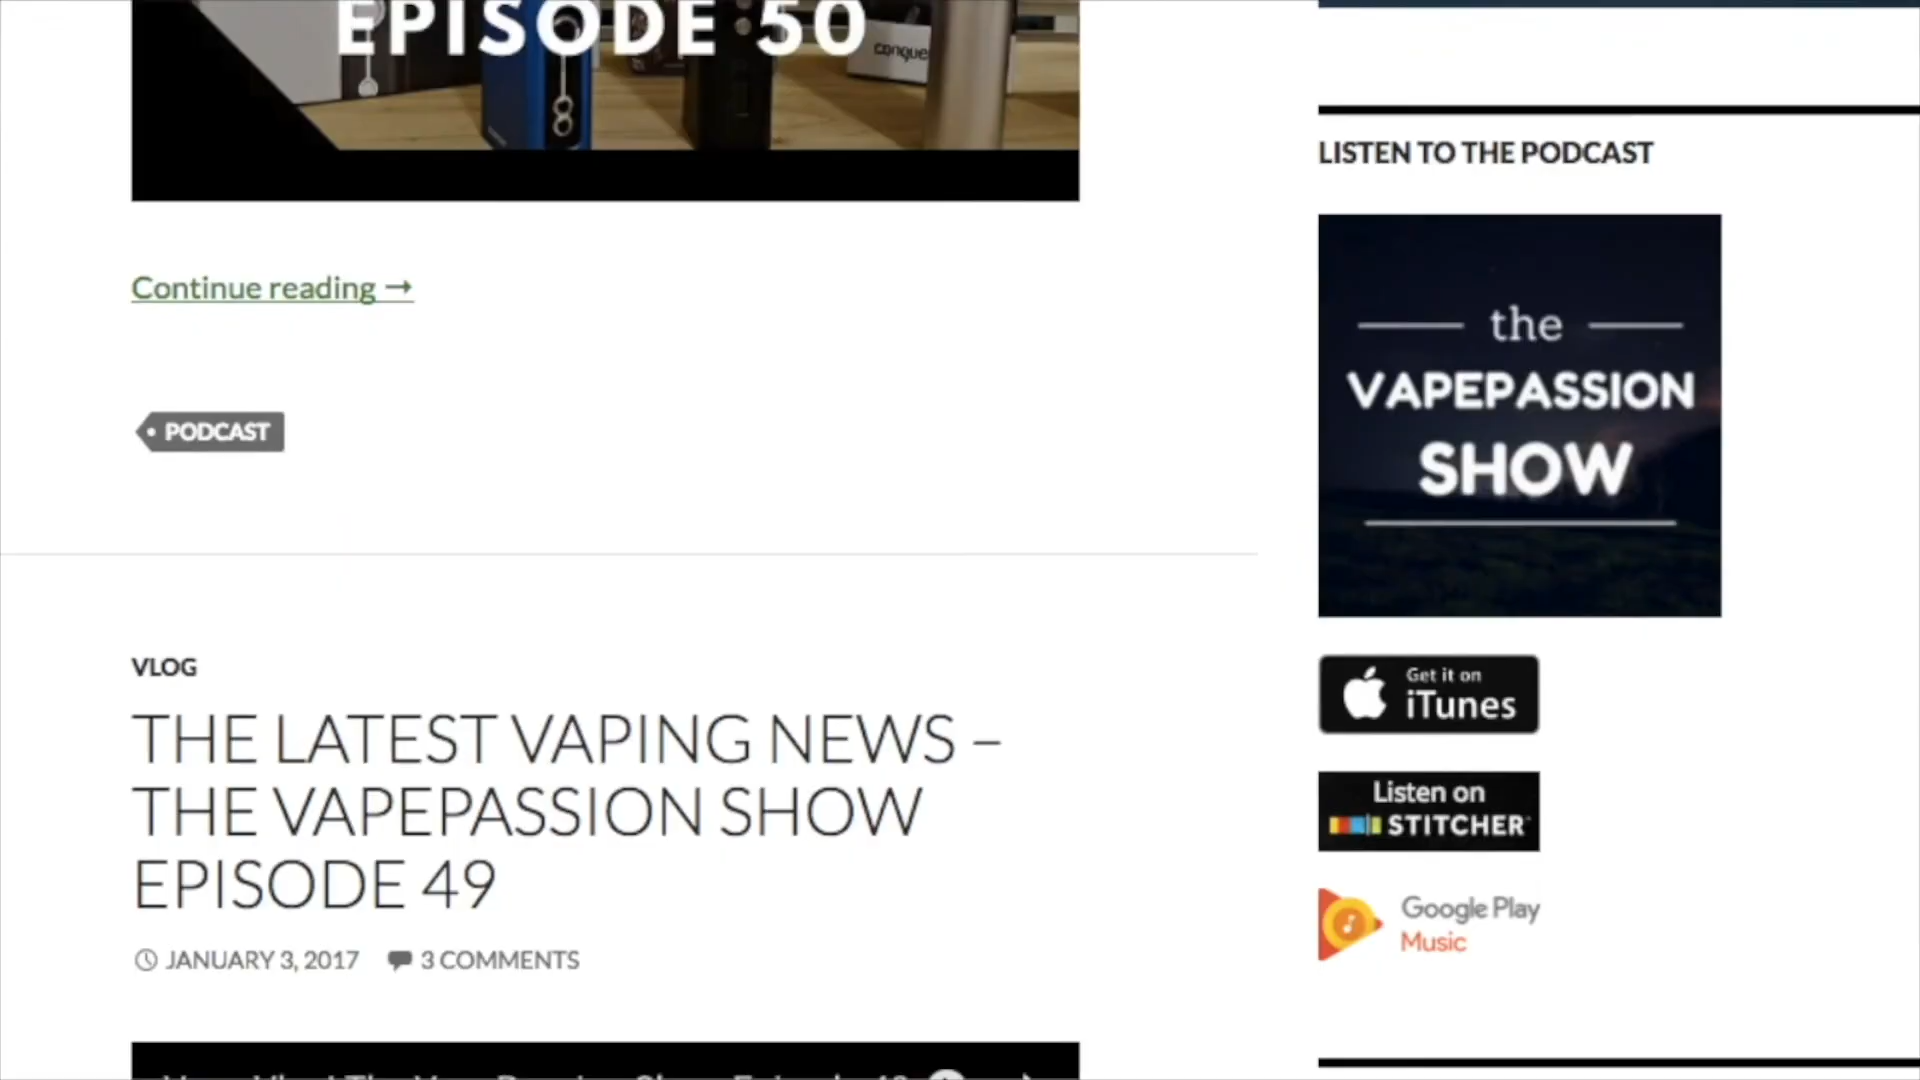 EPISODE 50
conque
Continue reading →
PODCAST
VLOG
THE LATEST VAPING NEWS –
THE VAPEPASSION SHOW
EPISODE 49
JANUARY 3, 2017 3 COMMENTS
LISTEN TO THE PODCAST
the
VAPEPASSION
SHOW
Get it on
iTunes
Listen on
STITCHER
Google Play
Music